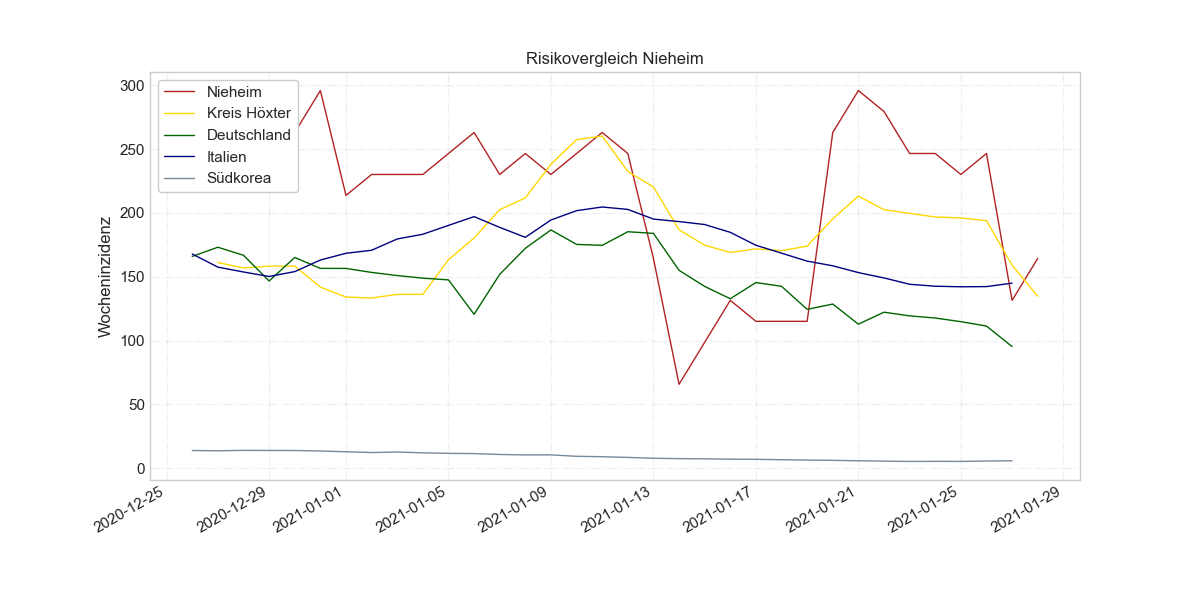 Risikovergleich Nieheim
300
250
200
150
100
50
0
Wocheninzidenz
Nieheim
Kreis Höxter
Deutschland
Italien
Südkorea
2020-12-25
2020-12-29
2021-01-01
2021-01-05
2021-01-09
2021-01-13
2021-01-17
2021-01-21
2021-01-25
2021-01-29